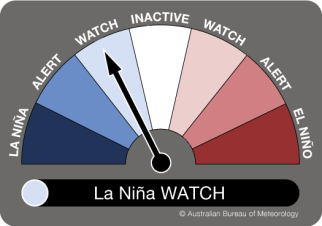 INACTIVE
WATCH
WATCH
ALERT
ALERT
LA NIÑA
EL NIÑO
La Niña WATCH
© Australian Bureau of Meteorology